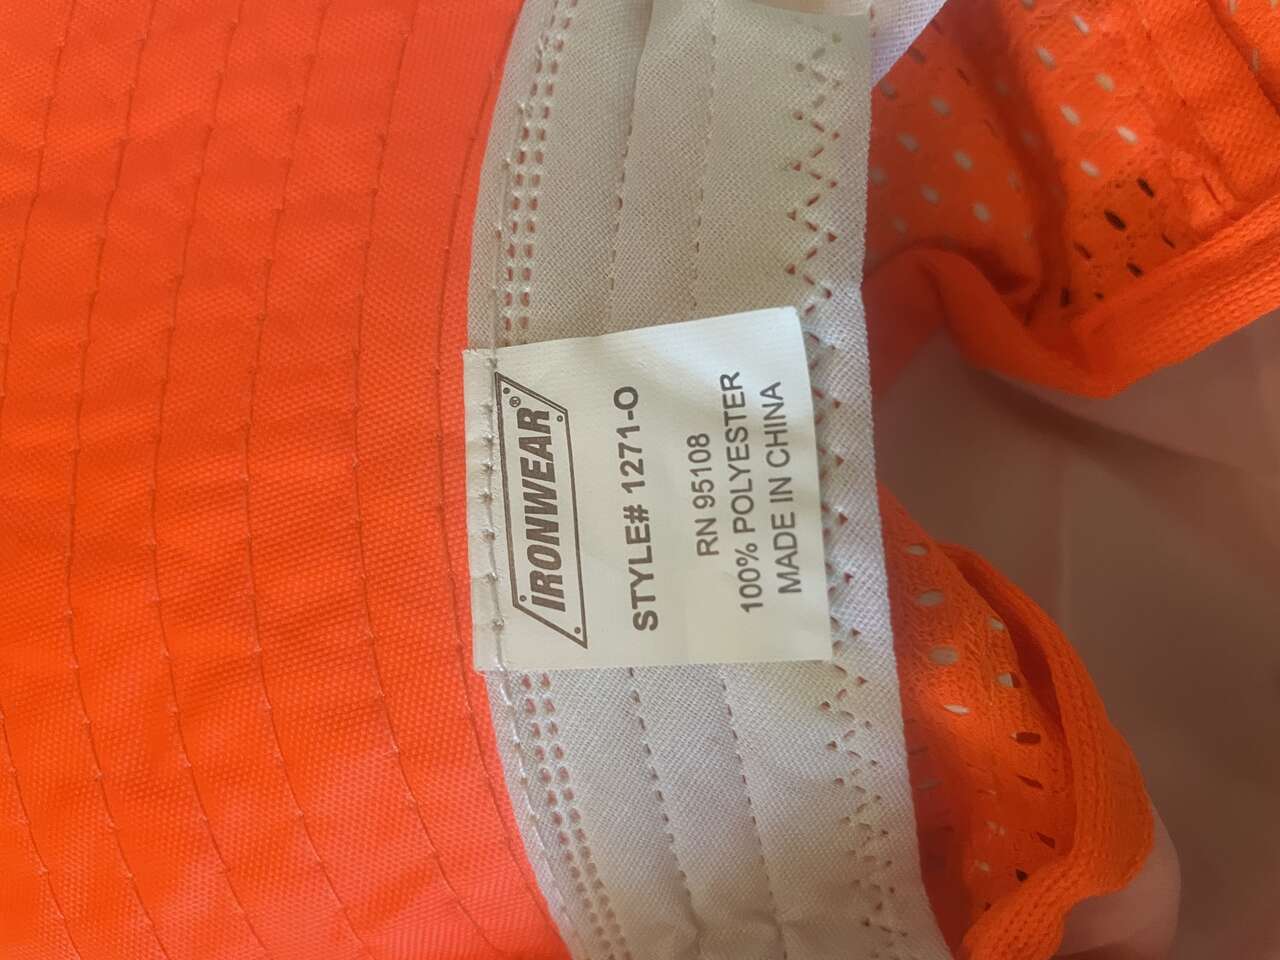 IRONWEAR®
STYLE# 1271-O
RN 95108
100% POLYESTER
MADE IN CHINA